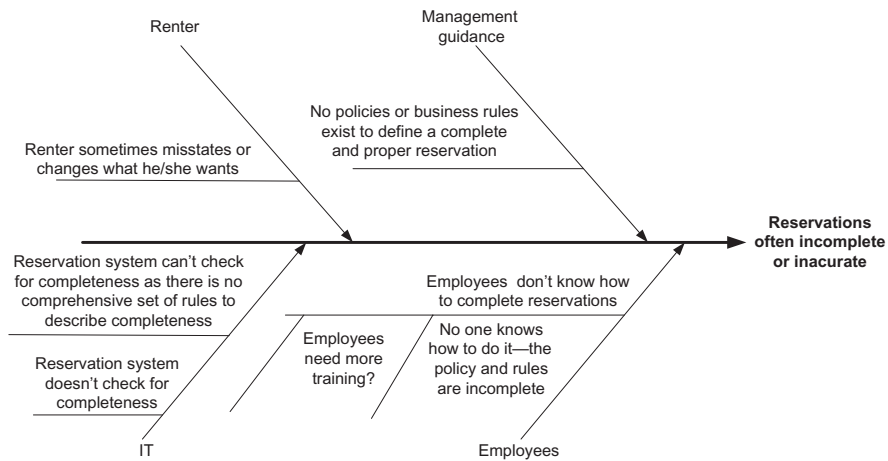 Renter
Management
guidance
No policies or business rules
exist to define a complete
and proper reservation
Renter sometimes misstates or
changes what he/she wants
Reservations
often incomplete
or inacurate
Reservation system can't check
for completeness as there is no
comprehensive set of rules to
describe completeness
Employees don't know how
to complete reservations
Employees
need more
training?
No one knows
how to do it—the
policy and rules
are incomplete
Reservation system
doesn't check for
completeness
IT
Employees